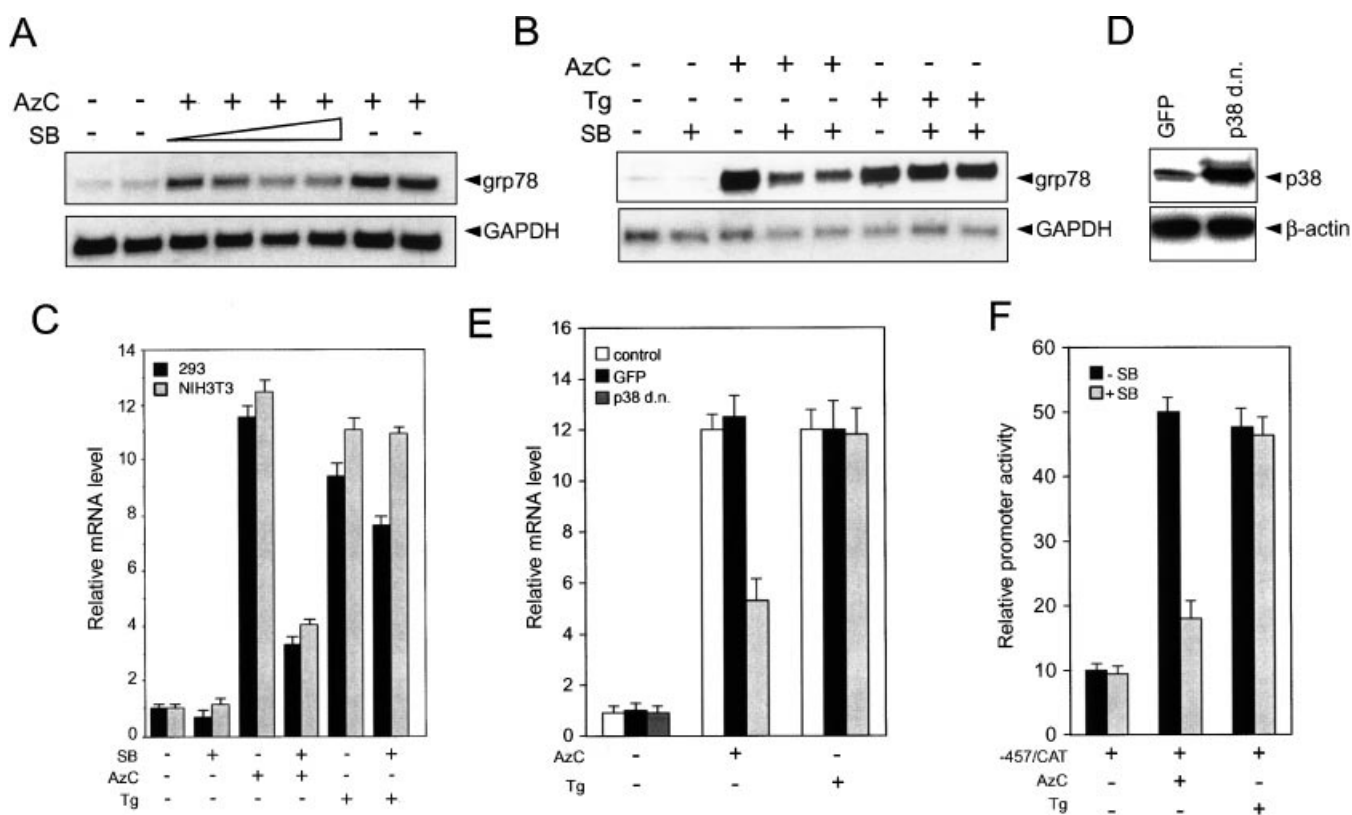 A
AzC - - + + + + + +
SB - - - -
grp78
GAPDH
B
AzC - - + + + - - -
Tg - - - - - + + +
SB - + - + + - + +
grp78
GAPDH
D
GFP p38 d.n.
p38
β-actin
C
293
NIH3T3
Relative mRNA level
14
12
10
8
6
4
2
0
SB - + - + - +
AzC - - + + - -
Tg - - - - + +
E
control
GFP
p38 d.n.
Relative mRNA level
16
14
12
10
8
6
4
2
0
AzC - + -
Tg - - +
F
- SB
+ SB
Relative promoter activity
60
50
40
30
20
10
0
-457/CAT + + +
AzC - + -
Tg - - +